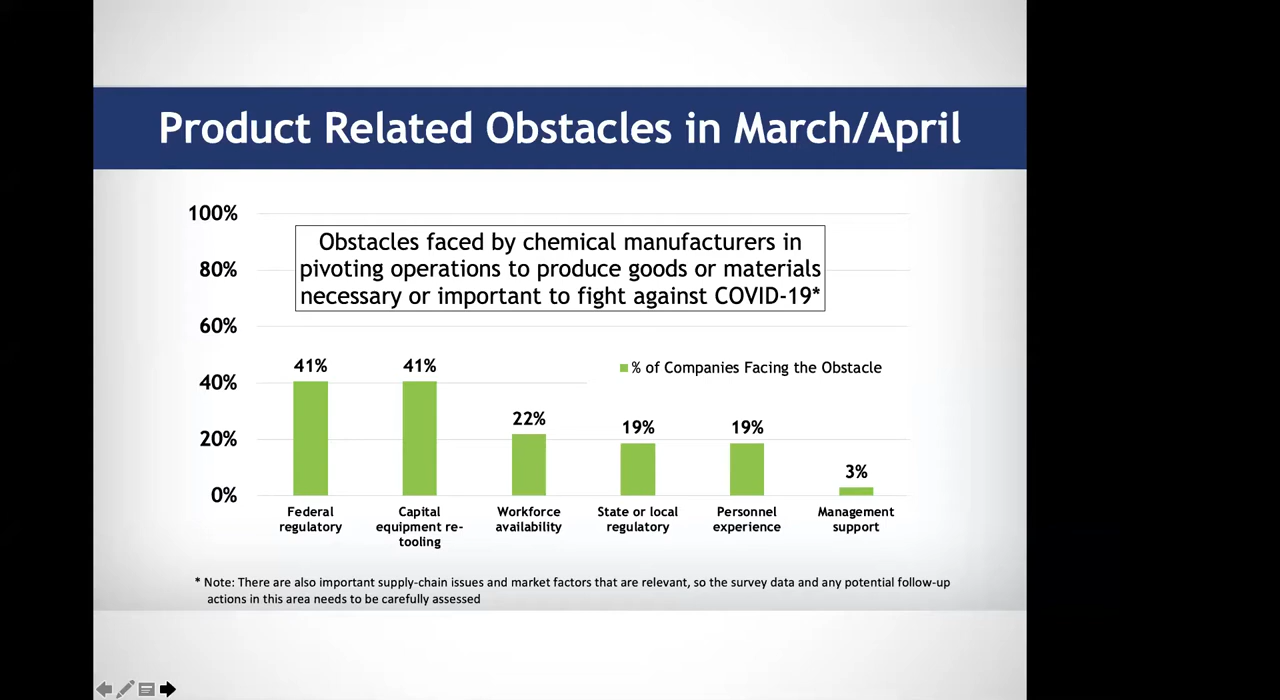 Product Related Obstacles in March/April
100%
80%
60%
40%
20%
0%
Obstacles faced by chemical manufacturers in
pivoting operations to produce goods or materials
necessary or important to fight against COVID-19*
% of Companies Facing the Obstacle
41%
41%
22%
19%
19%
3%
Federal
regulatory
Capital
equipment re-
tooling
Workforce
availability
State or local
regulatory
Personnel
experience
Management
support
* Note: There are also important supply-chain issues and market factors that are relevant, so the survey data and any potential follow-up
actions in this area needs to be carefully assessed